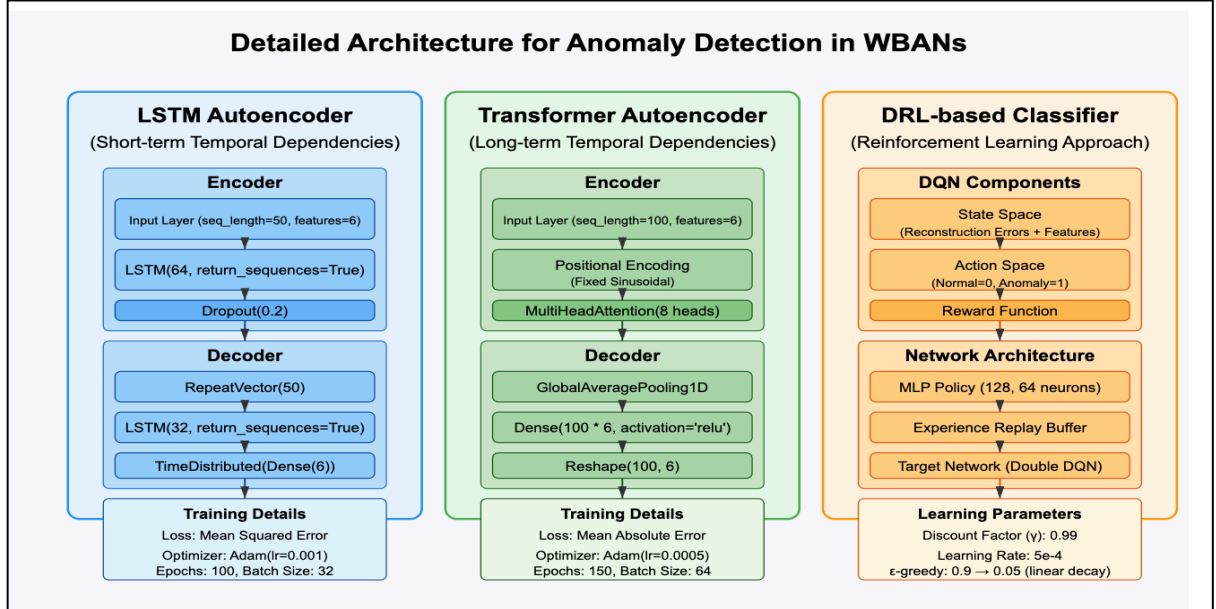 Detailed Architecture for Anomaly Detection in WBANs
LSTM Autoencoder
(Short-term Temporal Dependencies)
Encoder
Input Layer (seq_length=50, features=6)
LSTM(64, return_sequences=True)
Dropout(0.2)
Decoder
RepeatVector(50)
LSTM(32, return_sequences=True)
TimeDistributed(Dense(6))
Training Details
Loss: Mean Squared Error
Optimizer: Adam(lr=0.001)
Epochs: 100, Batch Size: 32
Transformer Autoencoder
(Long-term Temporal Dependencies)
Encoder
Input Layer (seq_length=100, features=6)
Positional Encoding
(Fixed Sinusoidal)
MultiHeadAttention(8 heads)
Decoder
GlobalAveragePooling1D
Dense(100 * 6, activation='relu')
Reshape(100, 6)
Training Details
Loss: Mean Absolute Error
Optimizer: Adam(lr=0.0005)
Epochs: 150, Batch Size: 64
DRL-based Classifier
(Reinforcement Learning Approach)
DQN Components
State Space
(Reconstruction Errors + Features)
Action Space
(Normal=0, Anomaly=1)
Reward Function
Network Architecture
MLP Policy (128, 64 neurons)
Experience Replay Buffer
Target Network (Double DQN)
Learning Parameters
Discount Factor (γ): 0.99
Learning Rate: 5e-4
ε-greedy: 0.9 → 0.05 (linear decay)